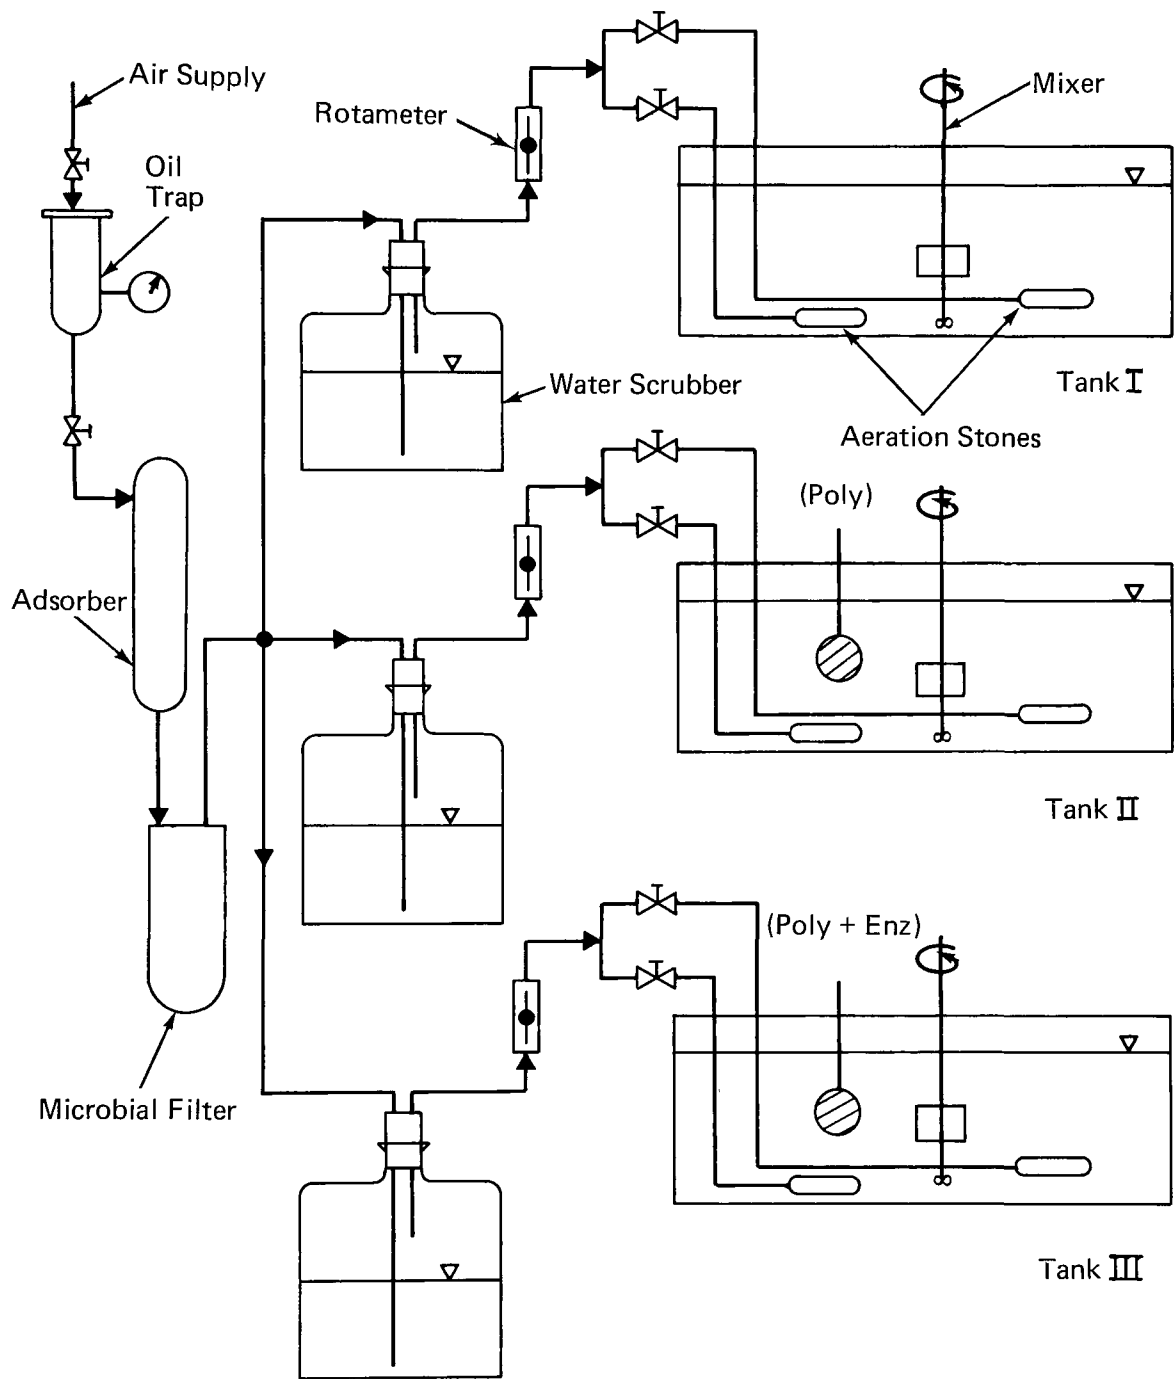 Air Supply
Mixer
Rotameter
Oil
Trap
Water Scrubber
Tank I
Aeration Stones
(Poly)
Adsorber
Tank II
(Poly + Enz)
Microbial Filter
Tank III